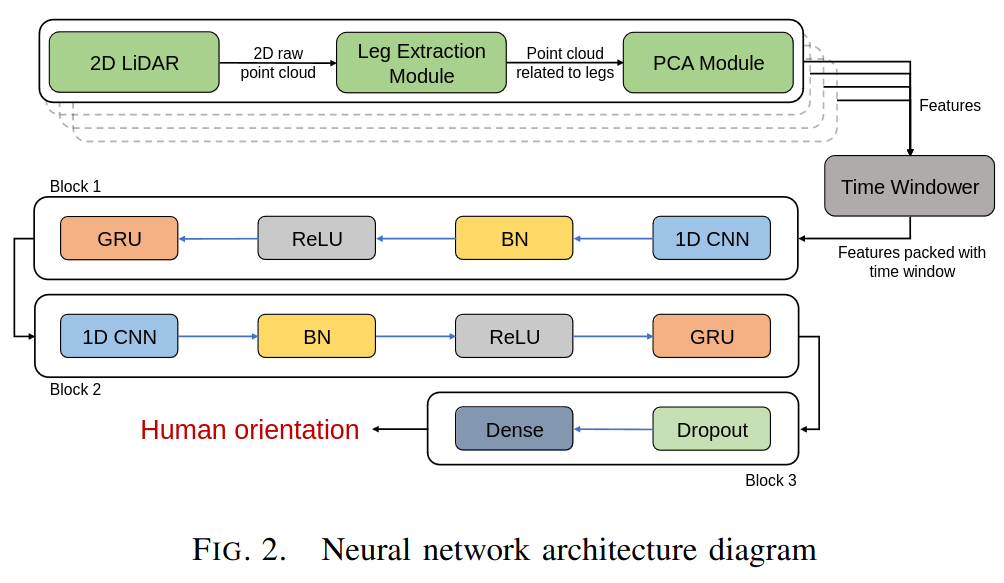 2D LiDAR
2D raw
point cloud
Leg Extraction
Module
Point cloud
related to legs
PCA Module
Features
Time Windower
Features packed with
time window
Block 1
GRU
ReLU
BN
1D CNN
1D CNN
BN
ReLU
GRU
Block 2
Human orientation
Dense
Dropout
Block 3
FIG. 2. Neural network architecture diagram